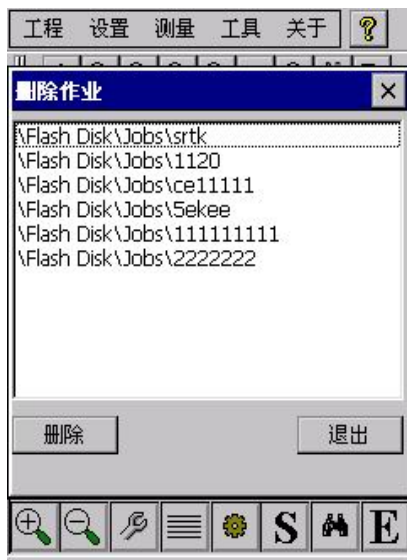 工程 设置 测量 工具 关于 ?
删除作业
\Flash Disk\Jobs\srtk
\Flash Disk\Jobs\1120
\Flash Disk\Jobs\ce11111
\Flash Disk\Jobs\5ekee
\Flash Disk\Jobs\111111111
\Flash Disk\Jobs\2222222
删除 退出
S E